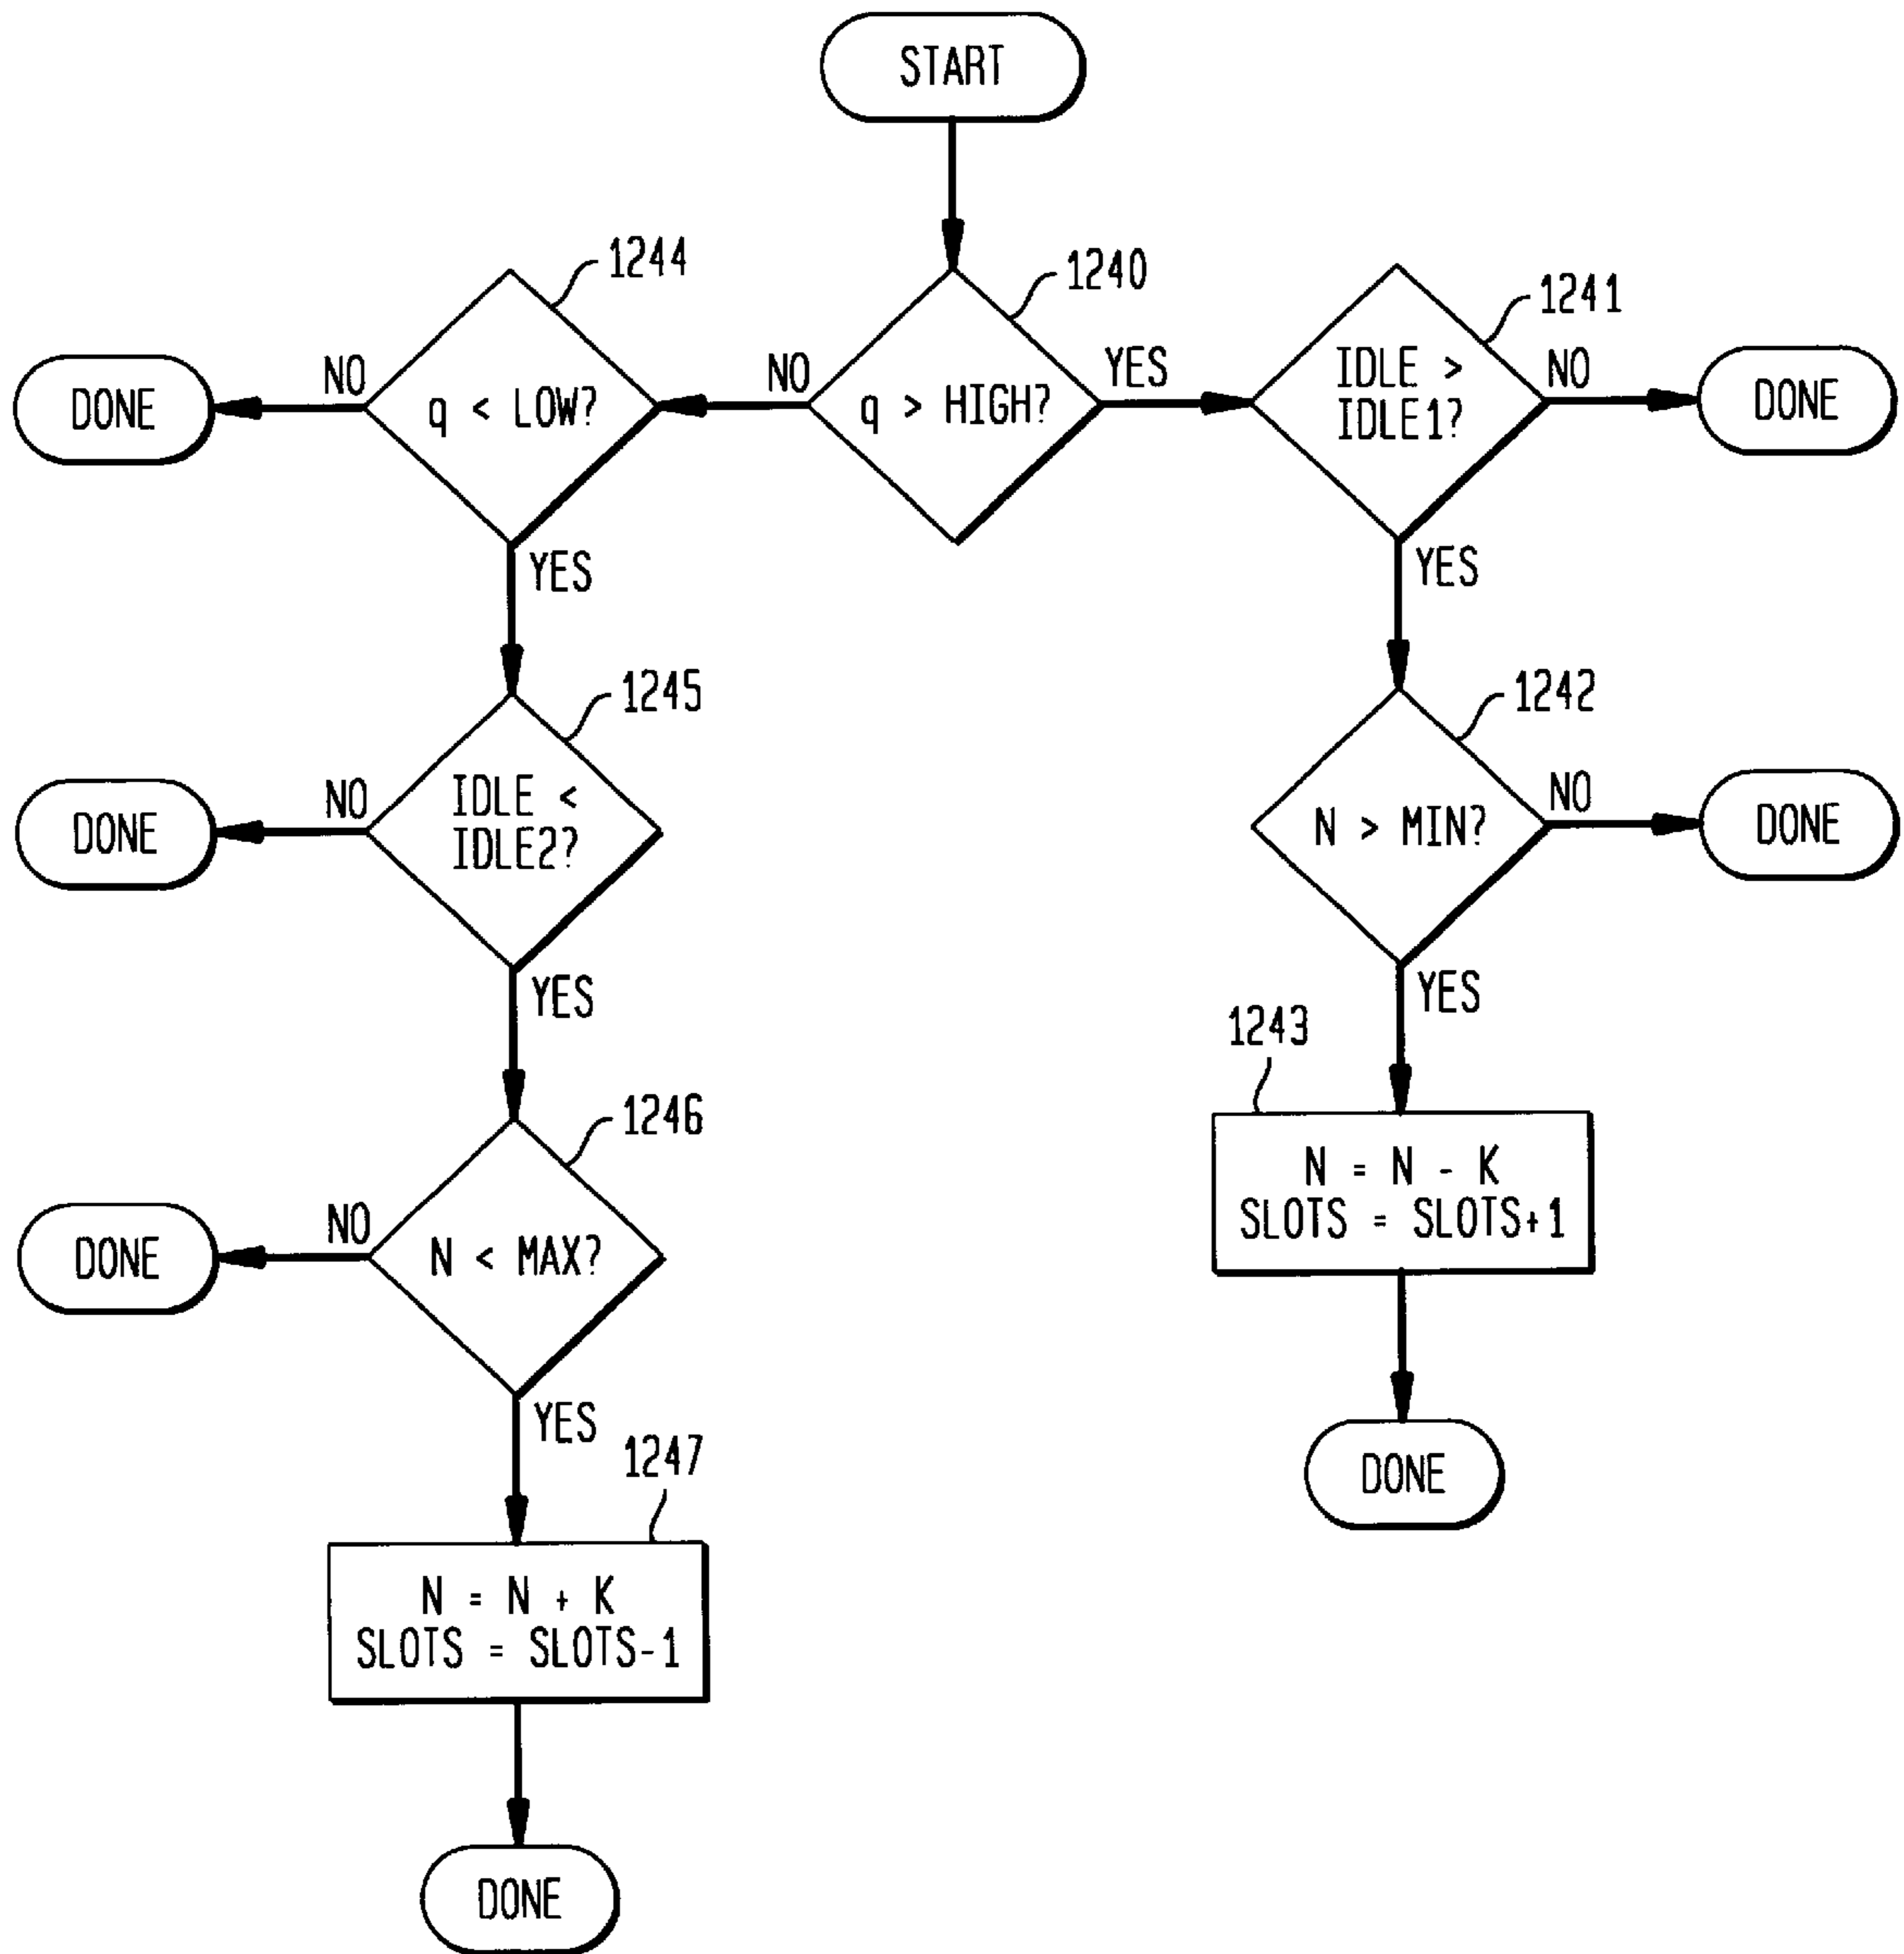 START
1244
1240
1241
NO
q < LOW?
DONE
NO
q > HIGH?
YES
IDLE >
IDLE1?
NO
DONE
YES
YES
1245
1242
NO
IDLE <
IDLE2?
DONE
N > MIN?
NO
DONE
YES
YES
1246
1243
NO
N < MAX?
DONE
N = N - K
SLOTS = SLOTS+1
YES
DONE
1247
N = N + K
SLOTS = SLOTS-1
DONE